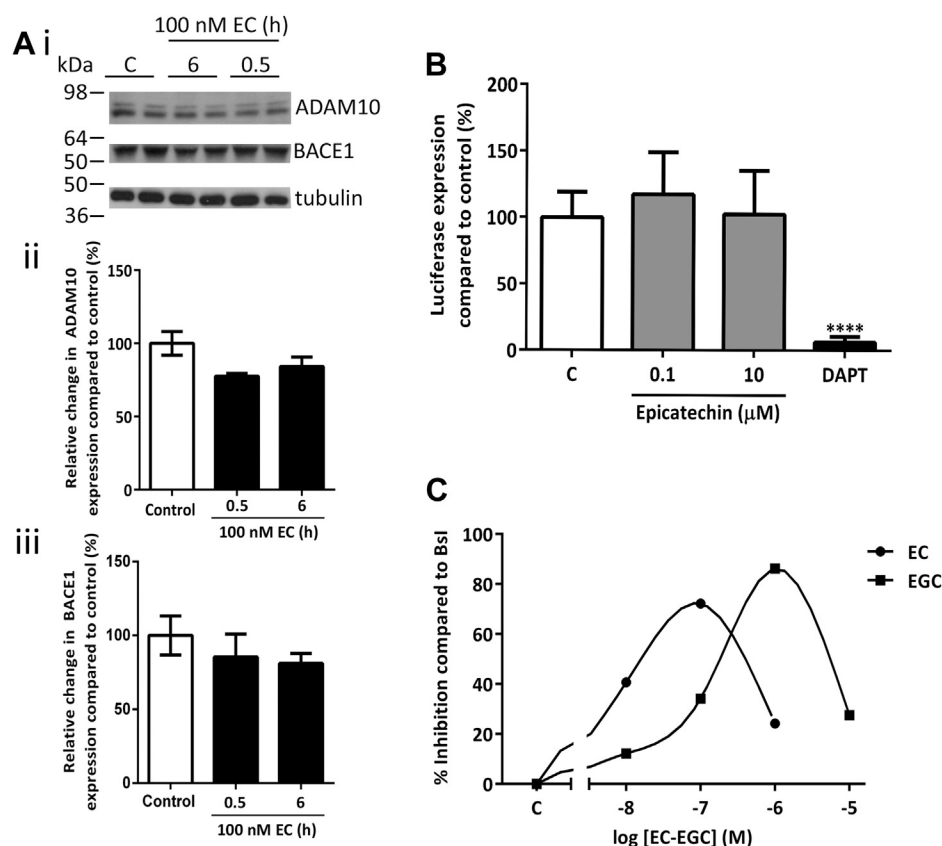 A i
100 nM EC (h)
kDa C 6 0.5
98
ADAM10
64
BACE1
50
50
tubulin
36
ii
Relative change in ADAM10
expression compared to control (%)
150
100
50
0
Control 0.5 6
100 nM EC (h)
iii
Relative change in BACE1
expression compared to control (%)
150
100
50
0
Control 0.5 6
100 nM EC (h)
B
Luciferase expression
compared to control (%)
200
150
100
50
0
****
C 0.1 10 DAPT
Epicatechin (μM)
C
% Inhibition compared to Bsl
100
80
60
40
20
0
EC
EGC
C -8 -7 -6 -5
log [EC-EGC] (M)